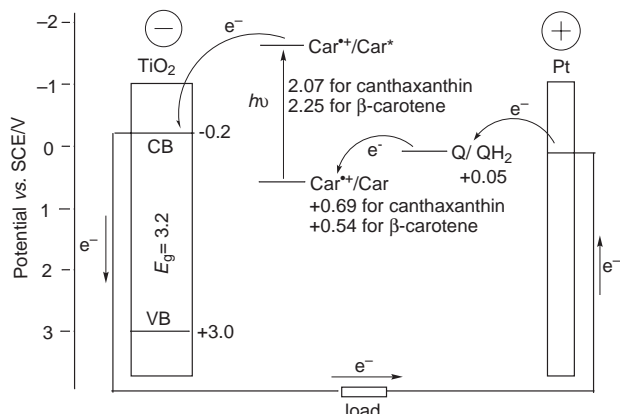 −2
−1
0
1
2
3
Potential vs. SCE/V
−
TiO2
e−
-0.2
CB
Eg= 3.2
VB
+3.0
e−
Car•+/Car*
hυ
2.07 for canthaxanthin
2.25 for β-carotene
e-
Car•+/Car
+0.69 for canthaxanthin
+0.54 for β-carotene
Q/ QH2
+0.05
e−
+
Pt
e−
e−
load